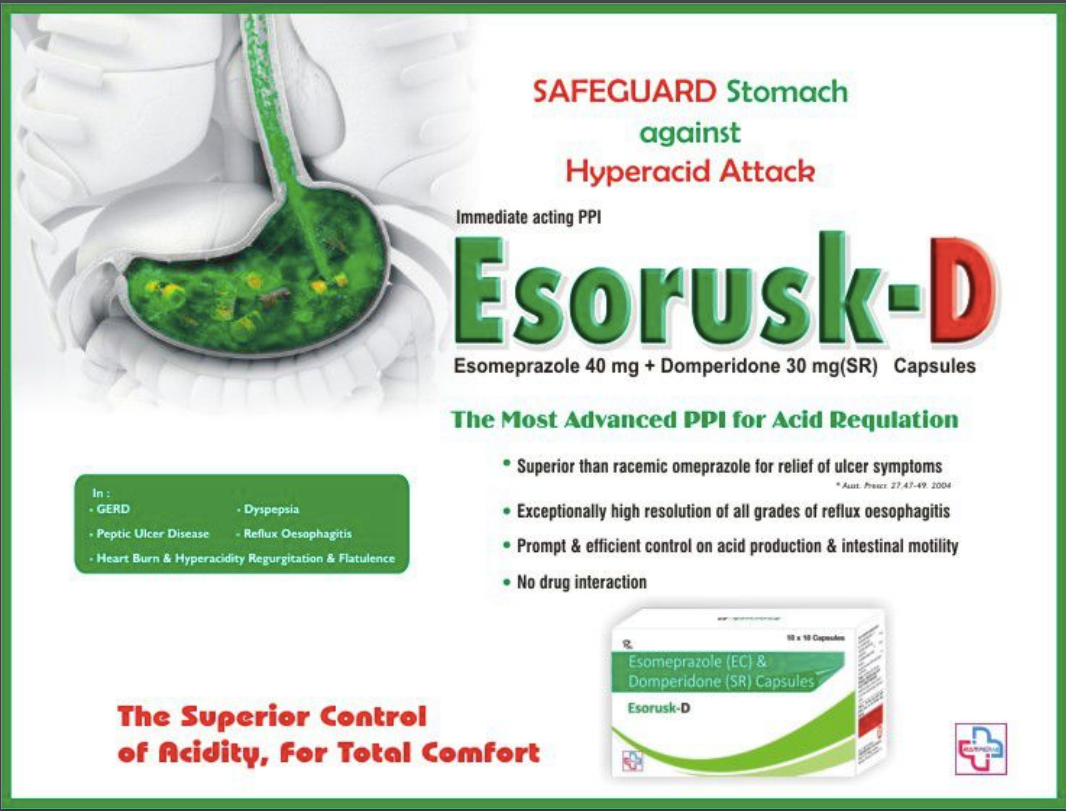 SAFEGUARD Stomach
against
Hyperacid Attack
Immediate acting PPI
Esorusk-D
Esomeprazole 40 mg + Domperidone 30 mg(SR) Capsules
The Most Advanced PPI for Acid Requlation
• Superior than racemic omeprazole for relief of ulcer symptoms
* Aust. Prescr. 27,47-49. 2004
• Exceptionally high resolution of all grades of reflux oesophagitis
• Prompt & efficient control on acid production & intestinal motility
• No drug interaction
In :
• GERD • Dyspepsia
• Peptic Ulcer Disease • Reflux Oesophagitis
• Heart Burn & Hyperacidity Regurgitation & Flatulence
10 x 10 Capsules
Rx
Esomeprazole (EC) &
Domperidone (SR) Capsules
Esorusk-D
The Superior Control
of Acidity, For Total Comfort